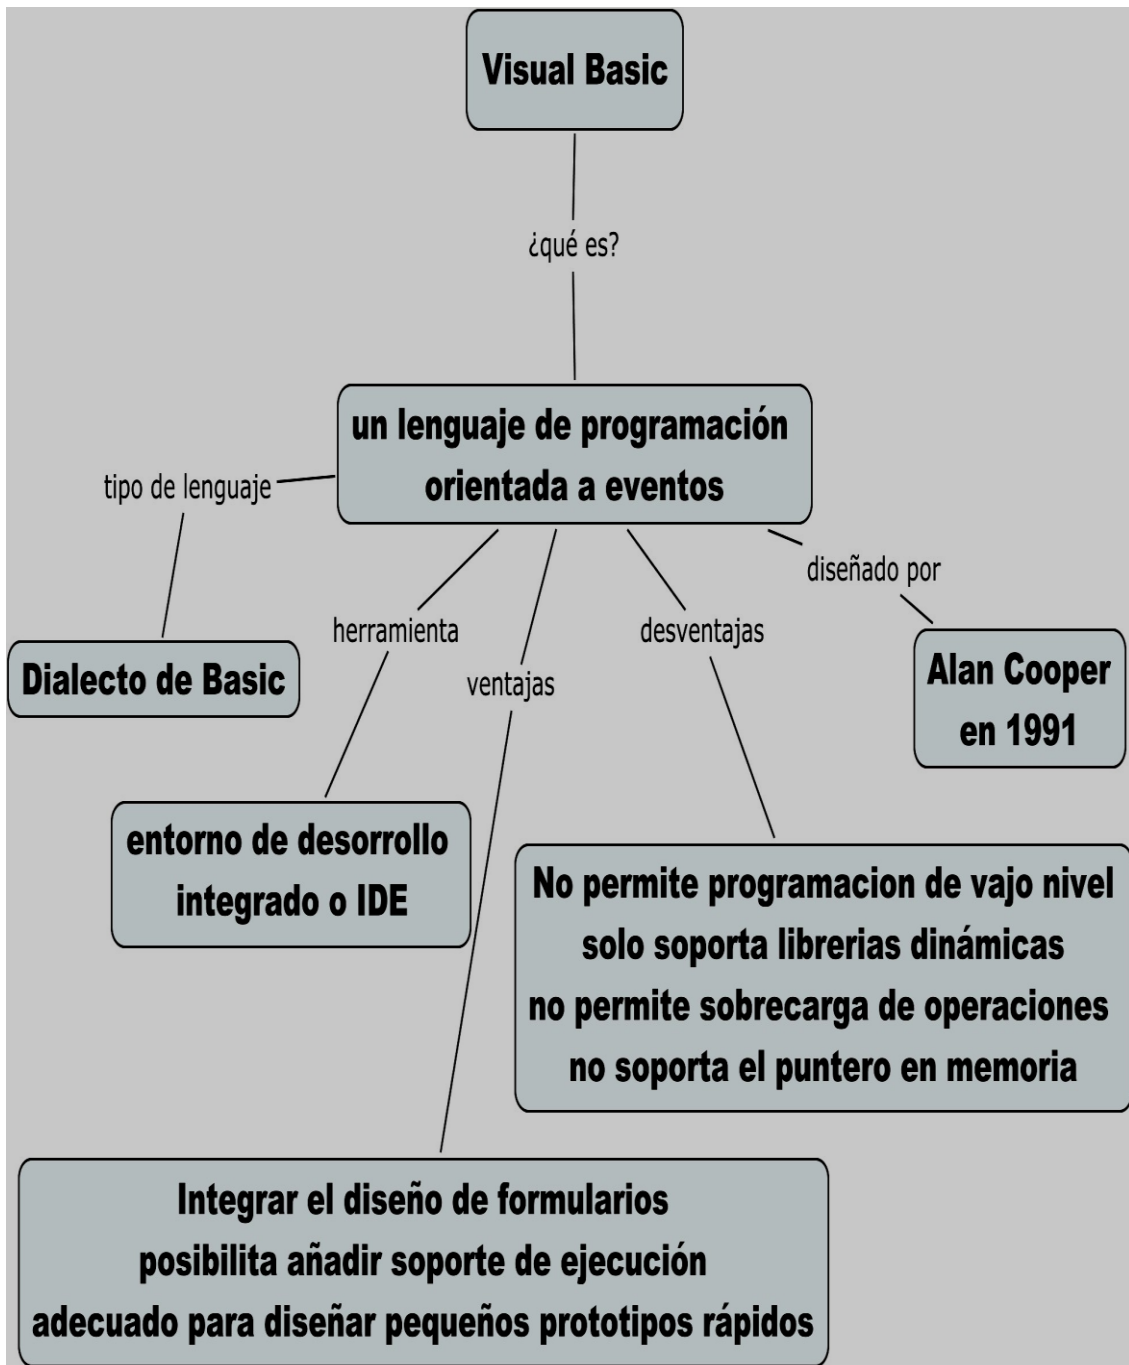 Visual Basic
¿qué es?
un lenguaje de programación
orientada a eventos
tipo de lenguaje
diseñado por
herramienta
desventajas
ventajas
Dialecto de Basic
Alan Cooper
en 1991
entorno de desorrollo
integrado o IDE
No permite programacion de vajo nivel
solo soporta librerias dinámicas
no permite sobrecarga de operaciones
no soporta el puntero en memoria
Integrar el diseño de formularios
posibilita añadir soporte de ejecución
adecuado para diseñar pequeños prototipos rápidos